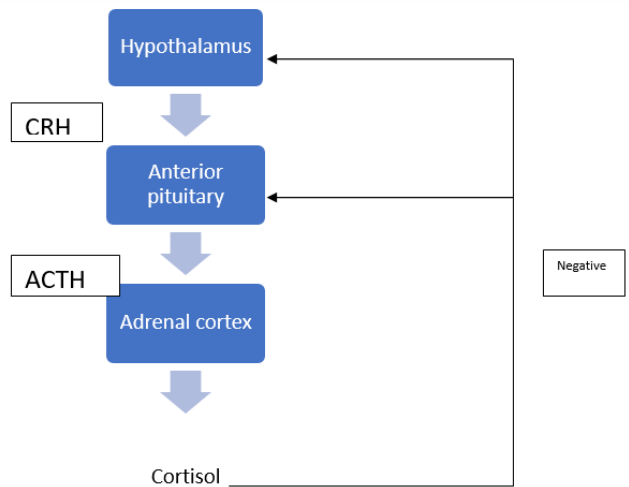 Hypothalamus
CRH
Anterior
pituitary
ACTH
Adrenal cortex
Negative
Cortisol